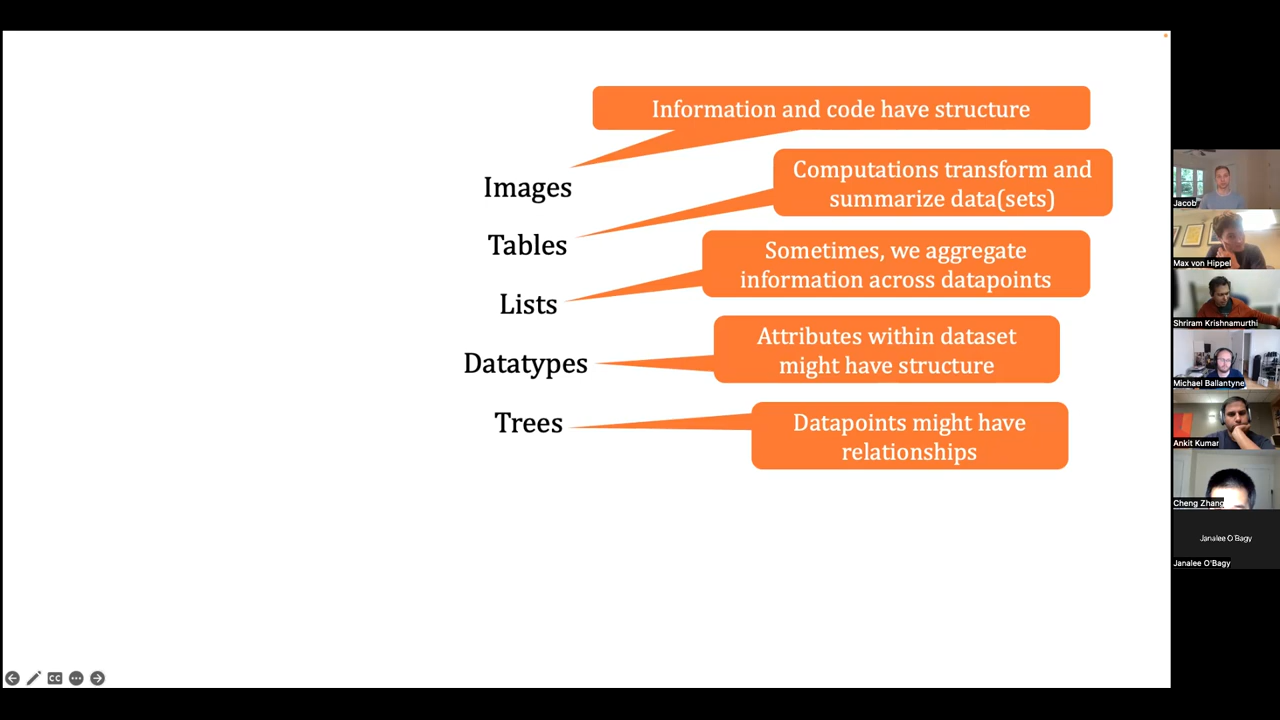 Information and code have structure
Images
Computations transform and
summarize data(sets)
Tables
Sometimes, we aggregate
information across datapoints
Lists
Attributes within dataset
might have structure
Datatypes
Datapoints might have
relationships
Trees
CC
Jacob
Max von Hippel
Shriram Krishnamurthi
Michael Ballantyne
Ankit Kumar
Cheng Zhang
Janalee O'Bagy
Janalee O'Bagy